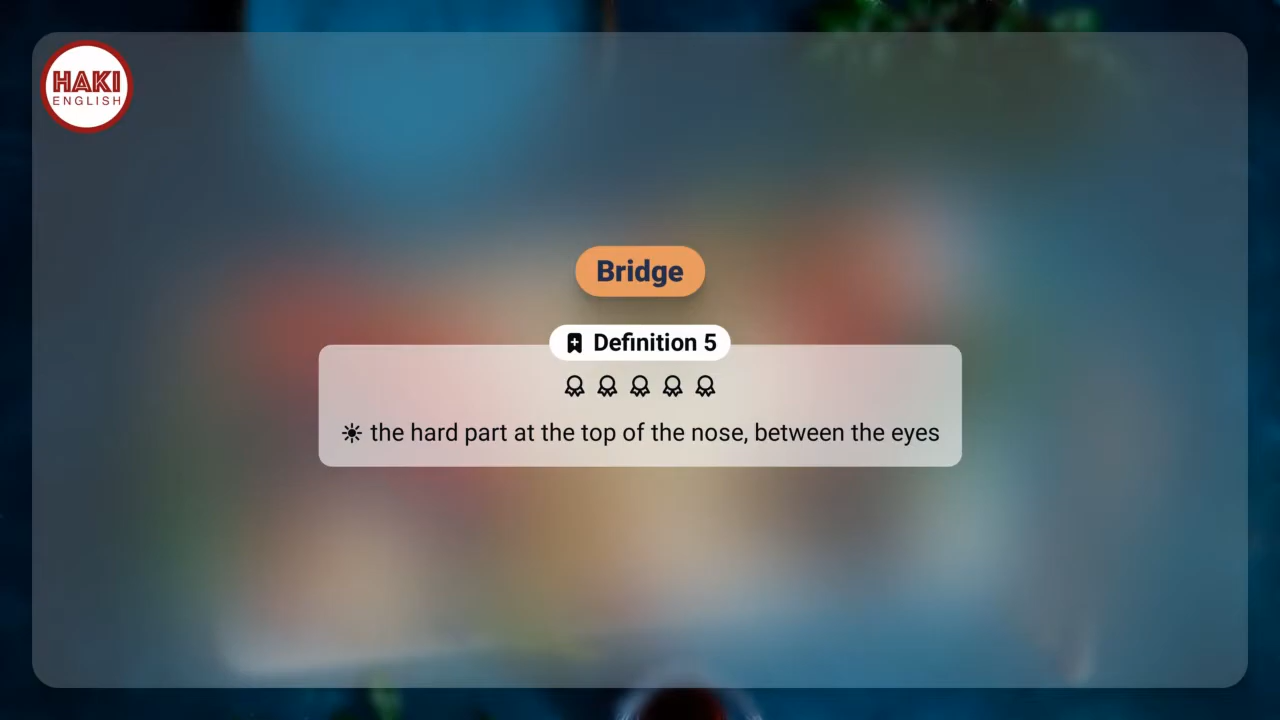 HAKI
ENGLISH
Bridge
Definition 5
the hard part at the top of the nose, between the eyes